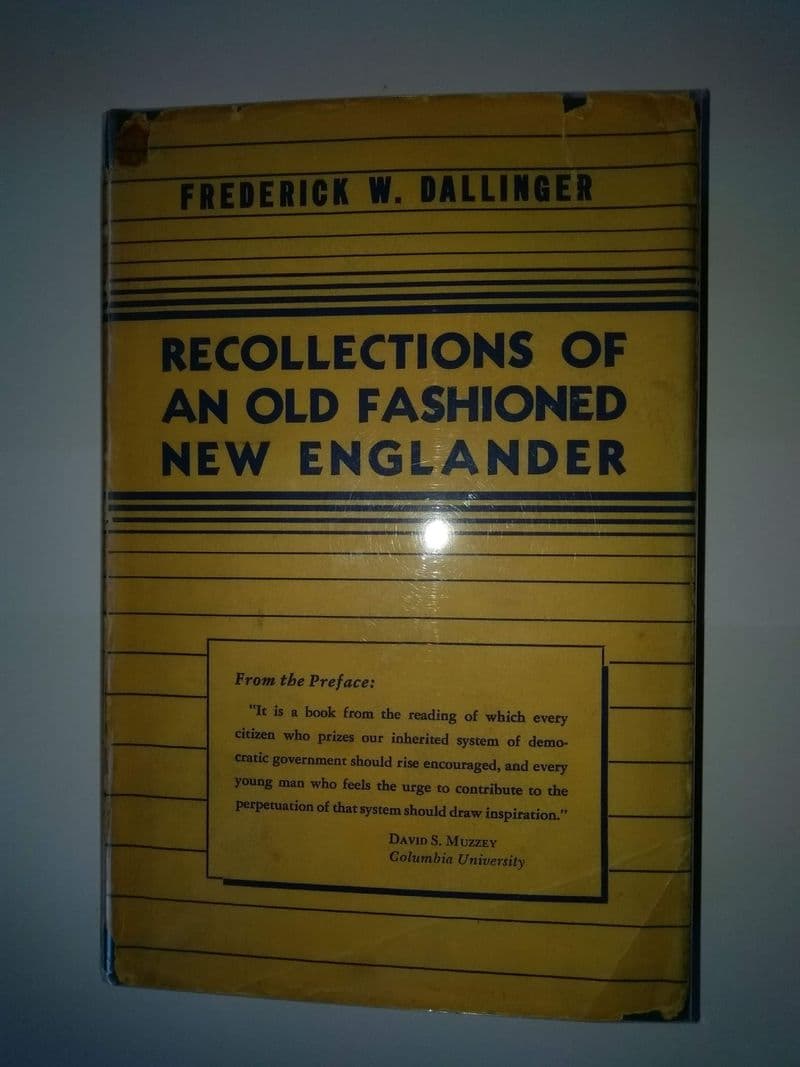 FREDERICK W. DALLINGER
RECOLLECTIONS OF
AN OLD FASHIONED
NEW ENGLANDER
From the Preface:
"It is a book from the reading of which every
citizen who prizes our inherited system of demo-
cratic government should rise encouraged, and every
young man who feels the urge to contribute to the
perpetuation of that system should draw inspiration."
DAVID S. MUZZEY
Columbia University